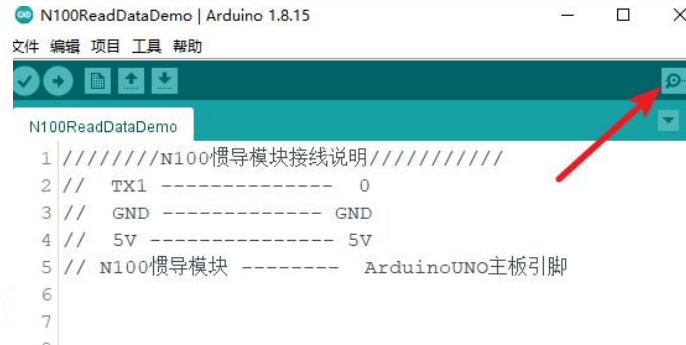 N100ReadDataDemo | Arduino 1.8.15
文件 编辑 项目 工具 帮助
N100ReadDataDemo
1 ////////N100惯导模块接线说明///////////
2 //  TX1 --------------  0
3 //  GND ------------- GND
4 //  5V --------------- 5V
5 // N100惯导模块 --------  ArduinoUNO主板引脚
6
7